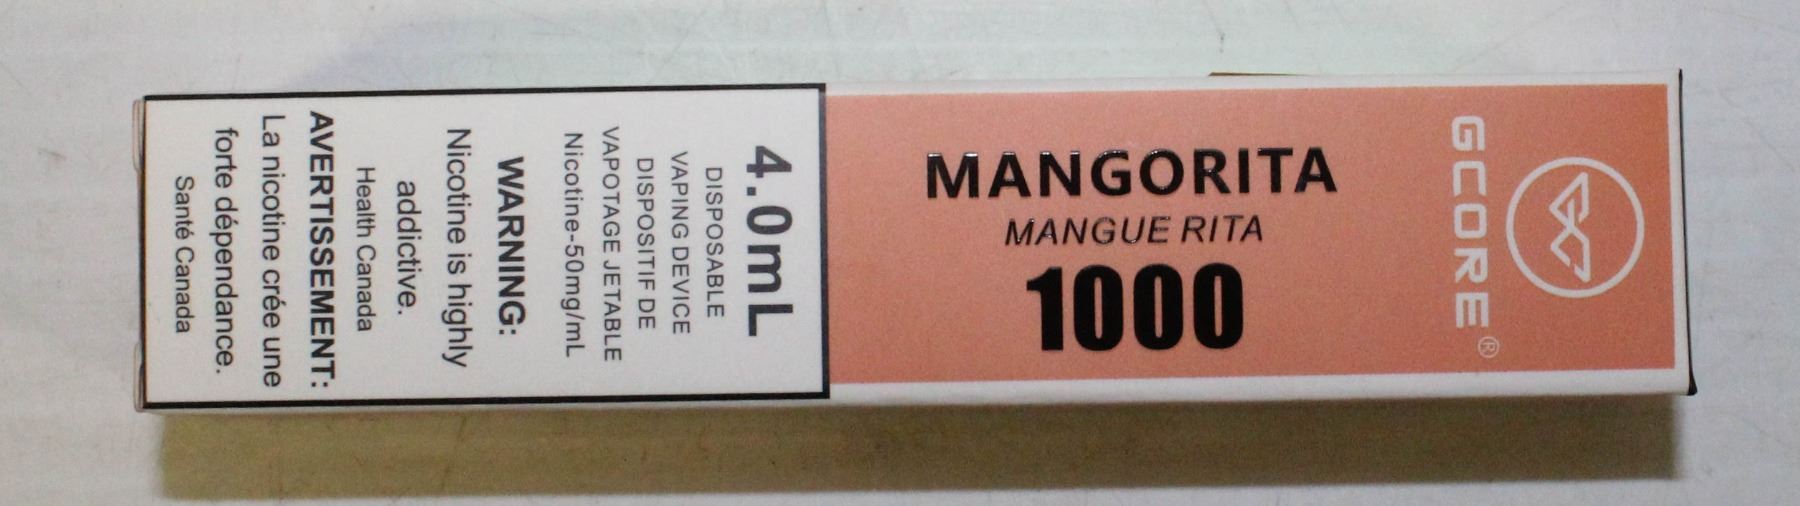 GCORE®
MANGORITA
MANGUE RITA
1000
4.0mL
DISPOSABLE
VAPING DEVICE
DISPOSITIF DE
VAPOTAGE JETABLE
Nicotine-50mg/mL
WARNING:
Nicotine is highly
addictive.
Health Canada
AVERTISSEMENT:
La nicotine crée une
forte dépendance.
Santé Canada